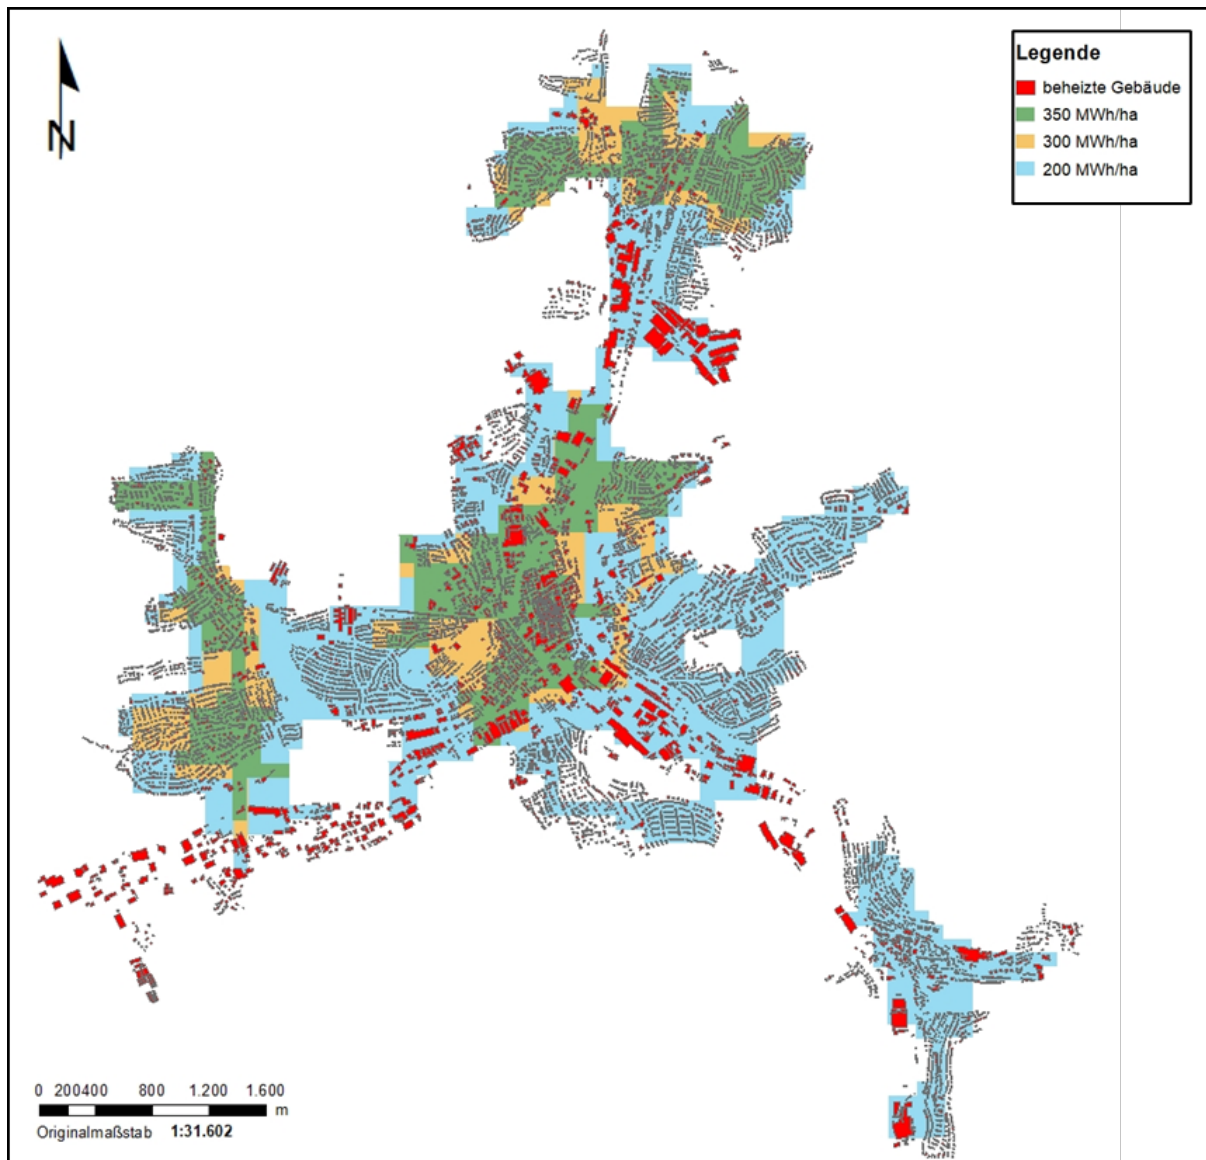 N
Legende
beheizte Gebäude
350 MWh/ha
300 MWh/ha
200 MWh/ha
0 200400 800 1.200 1.600
m
Originalmaßstab 1:31.602